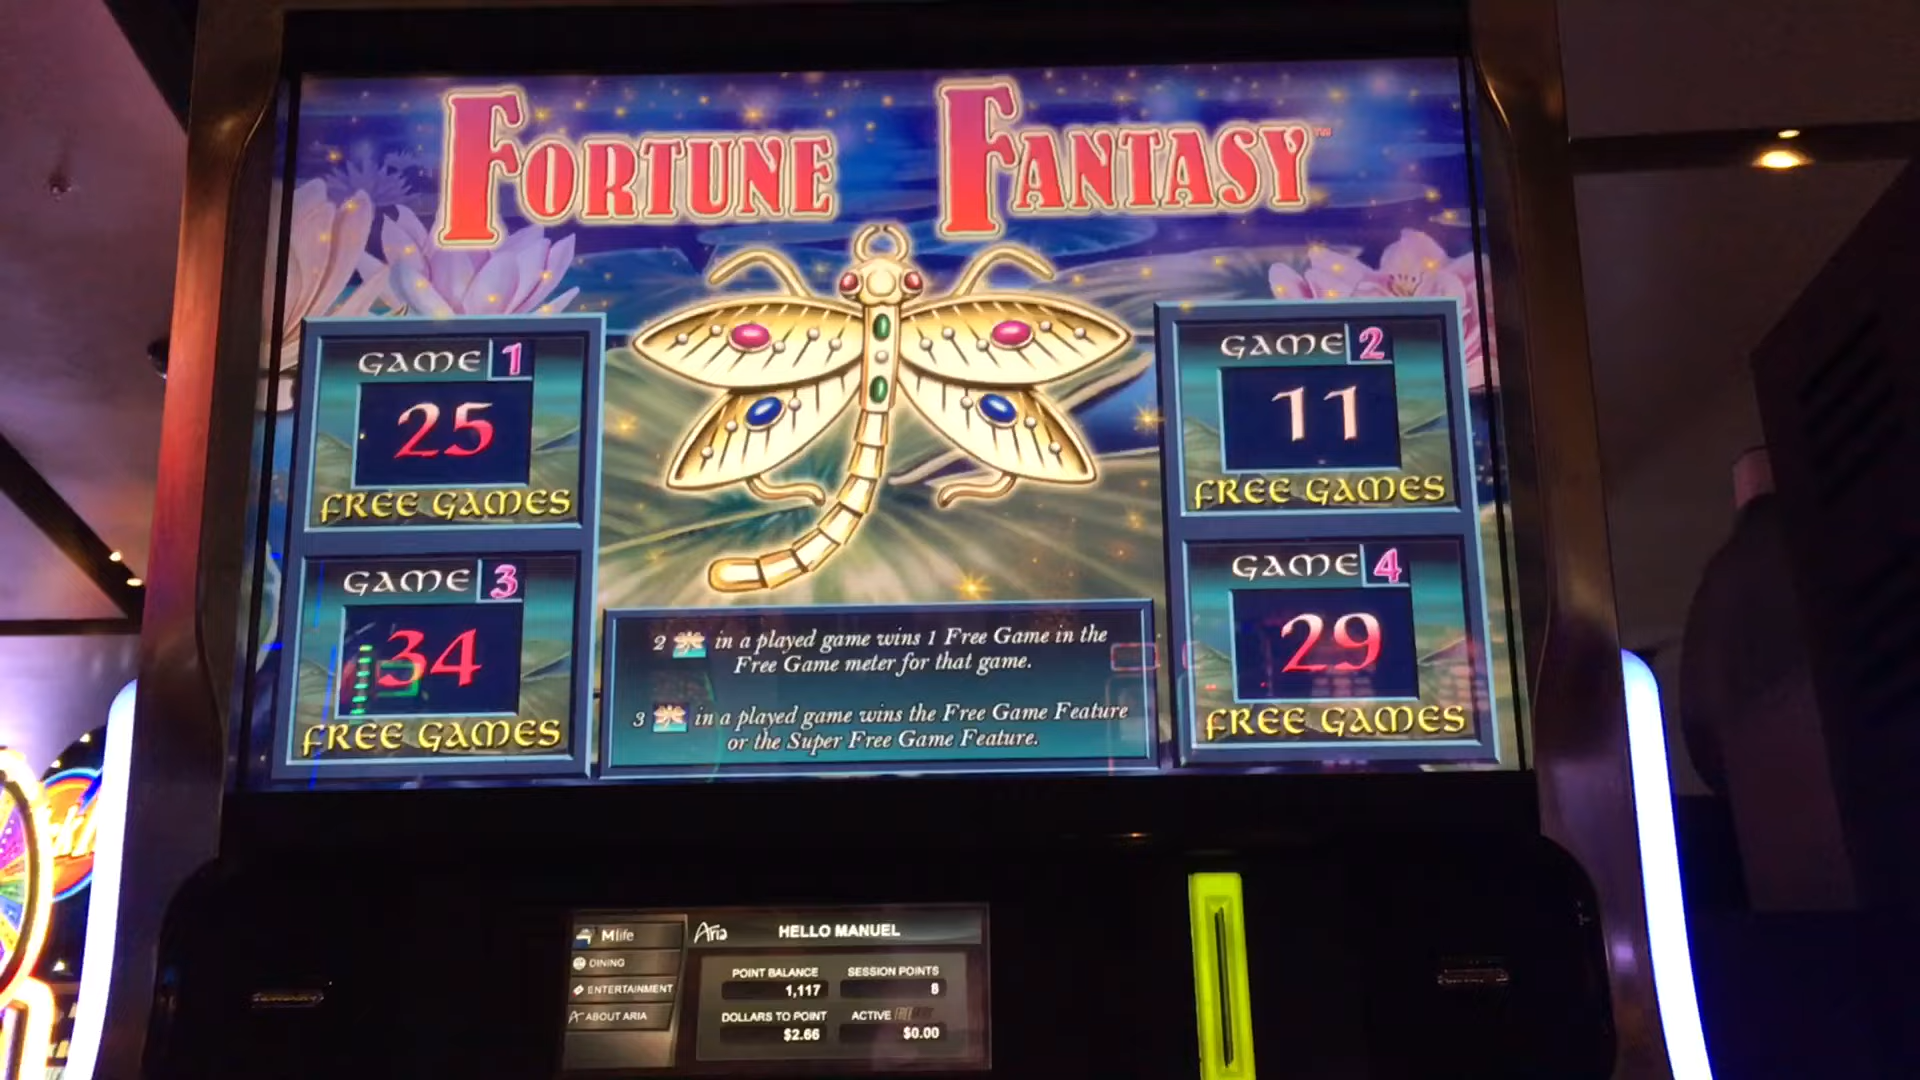 FORTUNE FANTASY™
GAME 1
25
FREE GAMES
GAME 2
11
FREE GAMES
GAME 3
34
FREE GAMES
GAME 4
29
FREE GAMES
2 in a played game wins 1 Free Game in the
Free Game meter for that game.
3 in a played game wins the Free Game Feature
or the Super Free Game Feature.
Mlife
DINING
ENTERTAINMENT
ABOUT ARIA
Aria
HELLO MANUEL
POINT BALANCE
1,117
SESSION POINTS
8
DOLLARS TO POINT
$2.66
ACTIVE
$0.00